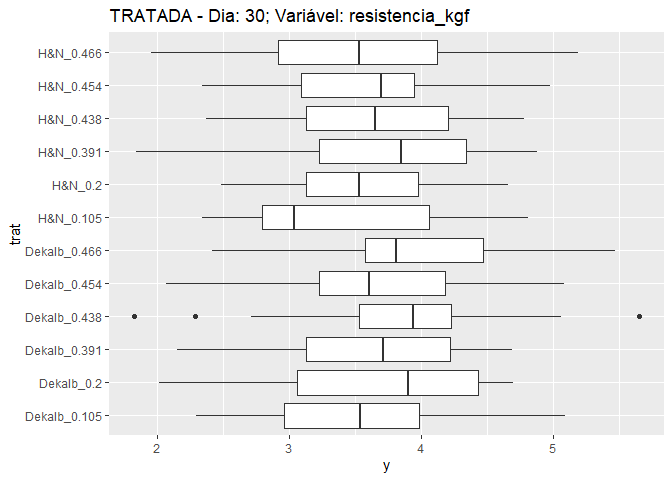 TRATADA - Dia: 30; Variável: resistencia_kgf
H&N_0.466
H&N_0.454
H&N_0.438
H&N_0.391
H&N_0.2
H&N_0.105
Dekalb_0.466
Dekalb_0.454
Dekalb_0.438
Dekalb_0.391
Dekalb_0.2
Dekalb_0.105
trat
2 3 4 5
y